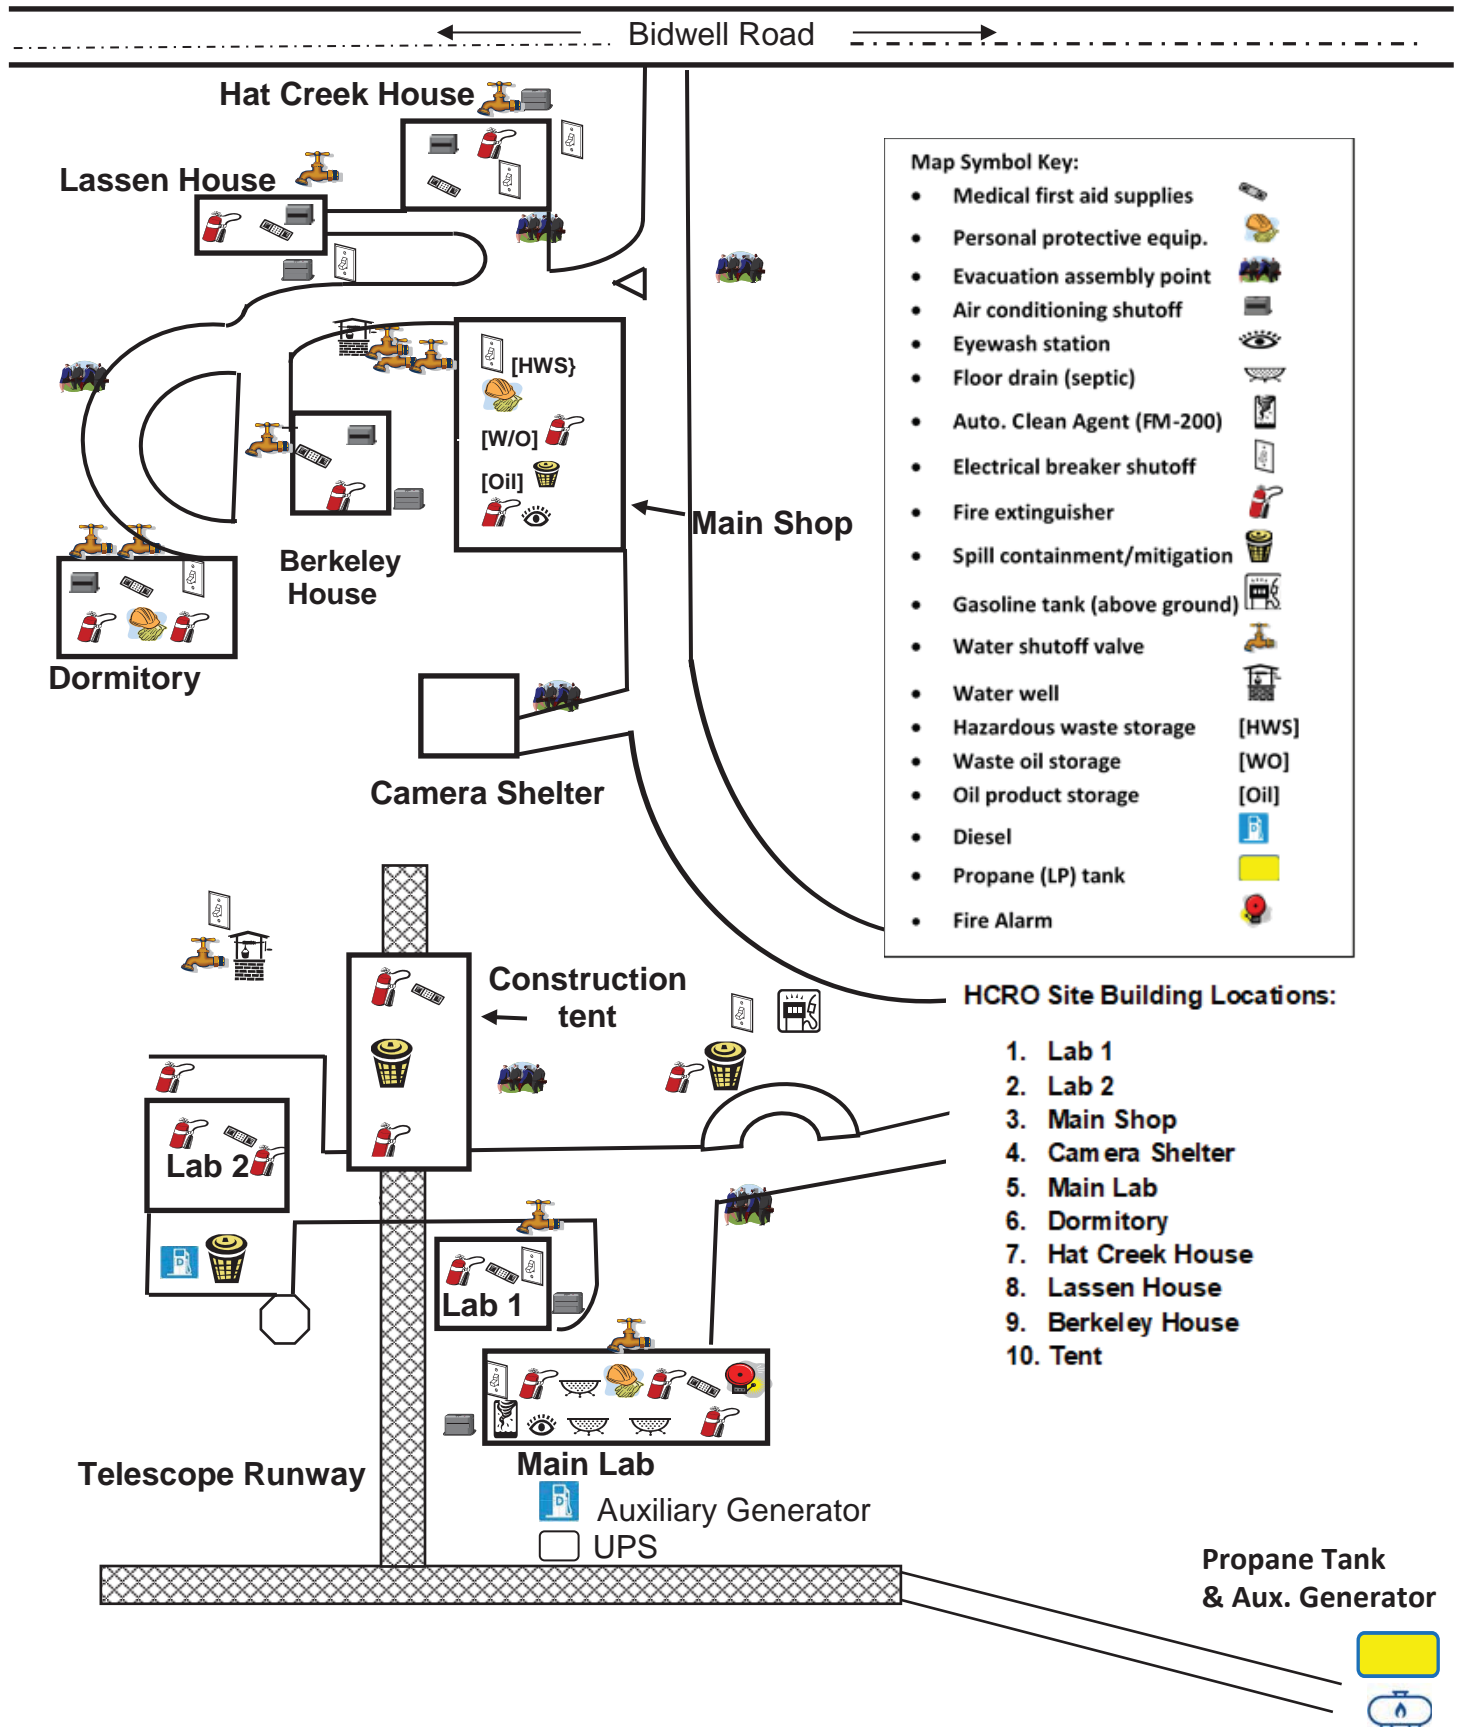 Bidwell Road
Hat Creek House
Lassen House
Map Symbol Key:
• Medical first aid supplies
• Personal protective equip.
• Evacuation assembly point
• Air conditioning shutoff
• Eyewash station
• Floor drain (septic)
• Auto. Clean Agent (FM-200)
• Electrical breaker shutoff
• Fire extinguisher
• Spill containment/mitigation
• Gasoline tank (above ground)
• Water shutoff valve
• Water well
• Hazardous waste storage [HWS]
• Waste oil storage [WO]
• Oil product storage [Oil]
• Diesel D
• Propane (LP) tank
• Fire Alarm
[HWS}
[W/O]
[Oil]
Main Shop
Berkeley
House
Dormitory
Camera Shelter
Construction
tent
HCRO Site Building Locations:
1. Lab 1
2. Lab 2
3. Main Shop
4. Camera Shelter
5. Main Lab
6. Dormitory
7. Hat Creek House
8. Lassen House
9. Berkeley House
10. Tent
Lab 2
D
Lab 1
Main Lab
Telescope Runway
D Auxiliary Generator
UPS
Propane Tank
& Aux. Generator